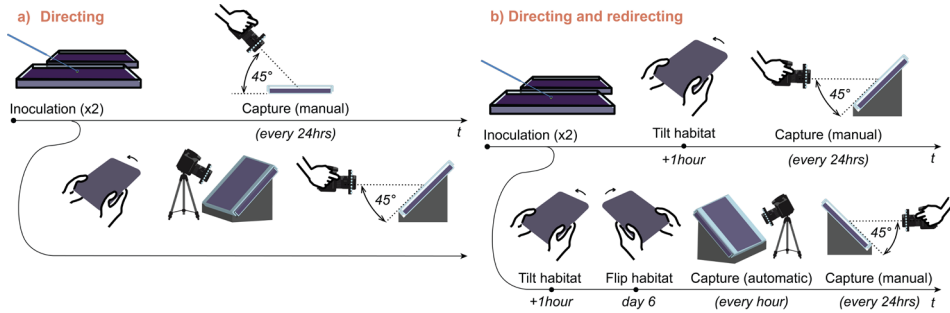 a) Directing
45°
Inoculation (x2)
Capture (manual)
(every 24hrs)
t
45°
b) Directing and redirecting
45°
Inoculation (x2)
Tilt habitat
Capture (manual)
+1hour
(every 24hrs)
t
45°
Tilt habitat
Flip habitat
Capture (automatic)
Capture (manual)
+1hour
day 6
(every hour)
(every 24hrs)
t